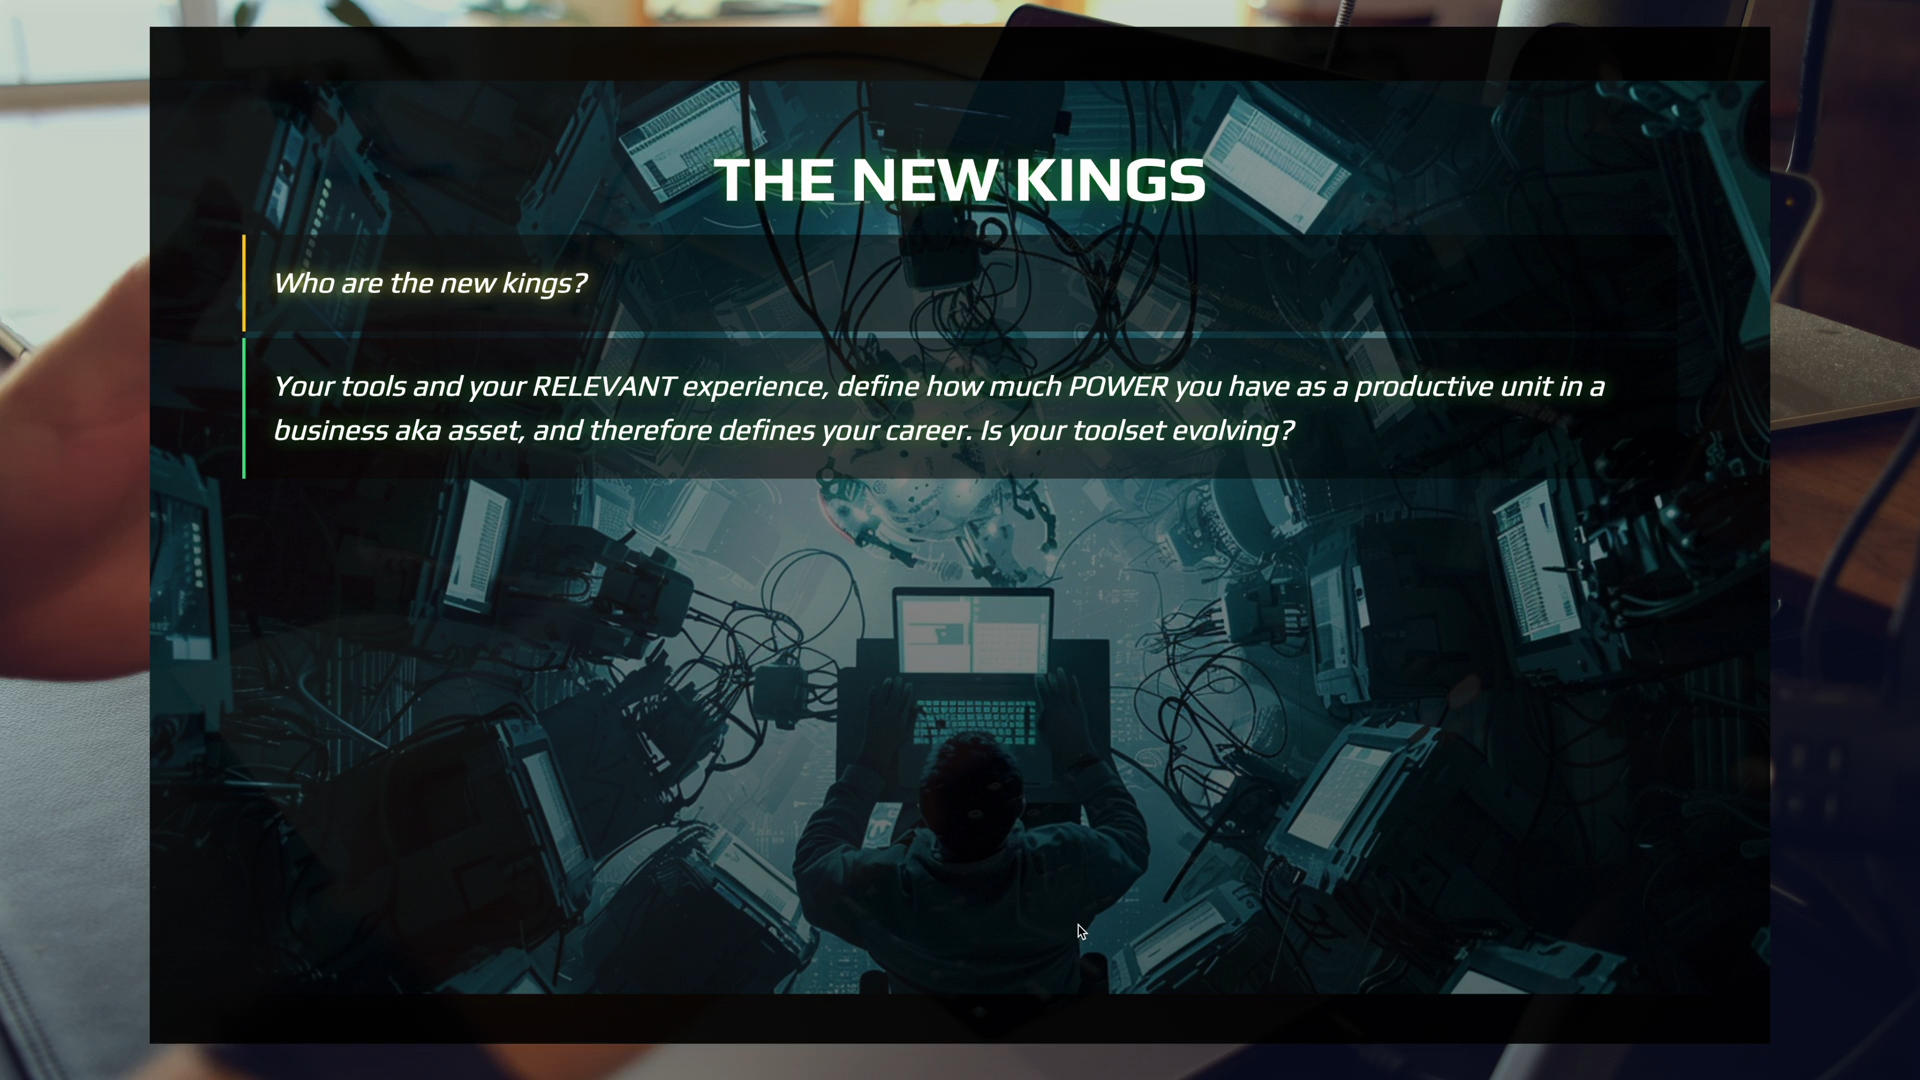 THE NEW KINGS
Who are the new kings?
Your tools and your RELEVANT experience, define how much POWER you have as a productive unit in a
business aka asset, and therefore defines your career. Is your toolset evolving?